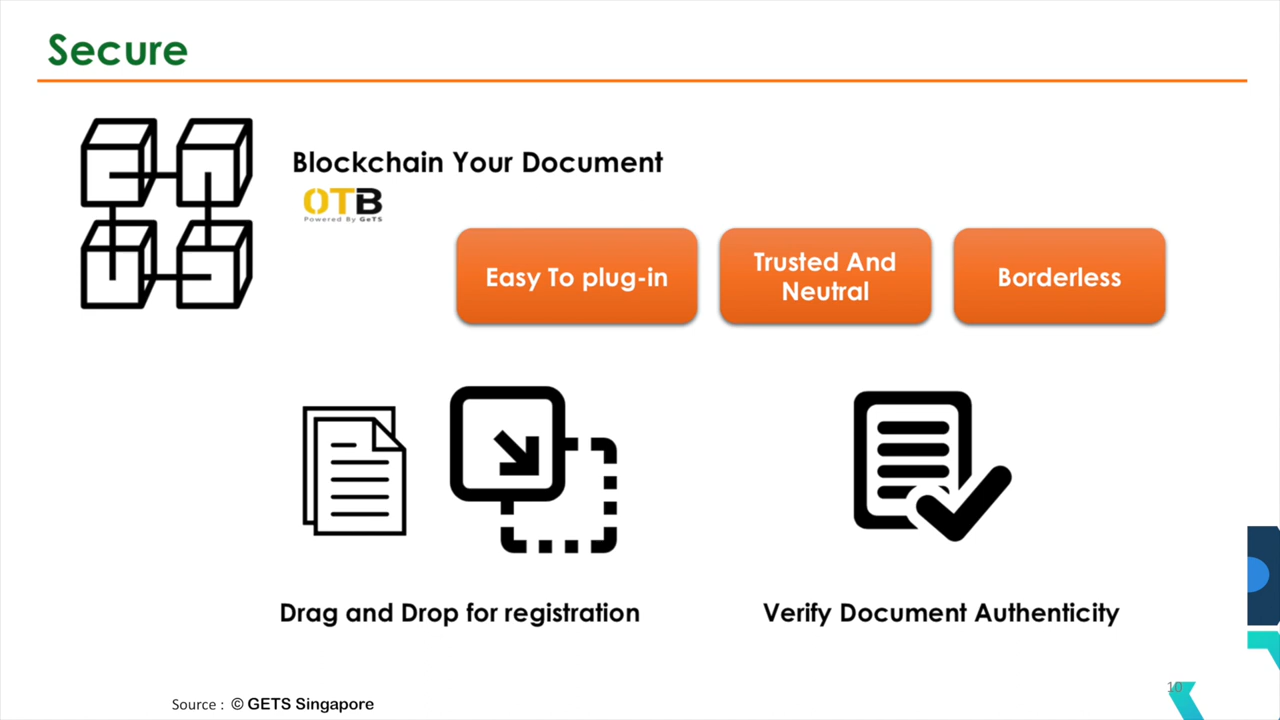 Secure
Blockchain Your Document
OTB
Powered By GeTS
Easy To plug-in
Trusted And
Neutral
Borderless
Drag and Drop for registration
Verify Document Authenticity
Source : © GETS Singapore
10